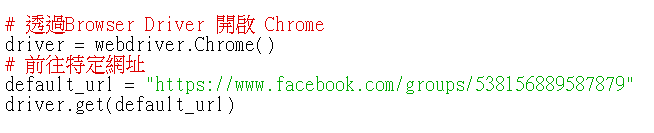 # 透過Browser Driver 開啟 Chrome
driver = webdriver.Chrome()
# 前往特定網址
default_url = "https://www.facebook.com/groups/538156889587879"
driver.get(default_url)